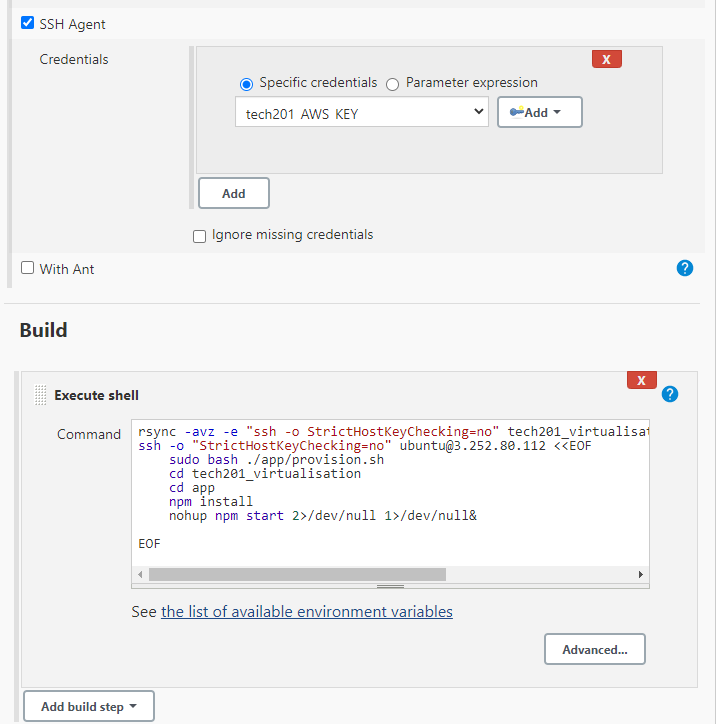 SSH Agent
Credentials
X
Specific credentials
Parameter expression
tech201 AWS KEY
Add
Add
Ignore missing credentials
With Ant
?
Build
X
?
Execute shell
Command
rsync -avz -e "ssh -o StrictHostKeyChecking=no" tech201_virtualisat
ssh -o "StrictHostKeyChecking=no" ubuntu@3.252.80.112 <<EOF
sudo bash ./app/provision.sh
cd tech201_virtualisation
cd app
npm install
nohup npm start 2>/dev/null 1>/dev/null&
EOF
See the list of available environment variables
Advanced...
Add build step